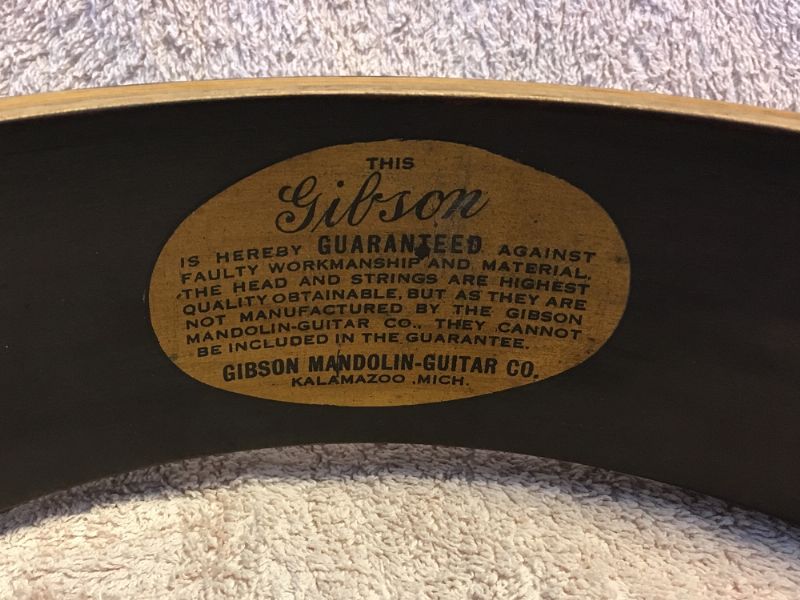 THIS
Gibson
IS HEREBY GUARANTEED AGAINST
FAULTY WORKMANSHIP AND MATERIAL.
THE HEAD AND STRINGS ARE HIGHEST
QUALITY OBTAINABLE, BUT AS THEY ARE
NOT MANUFACTURED BY THE GIBSON
MANDOLIN-GUITAR CO., THEY CANNOT
BE INCLUDED IN THE GUARANTEE.
GIBSON MANDOLIN-GUITAR CO.
KALAMAZOO, MICH.